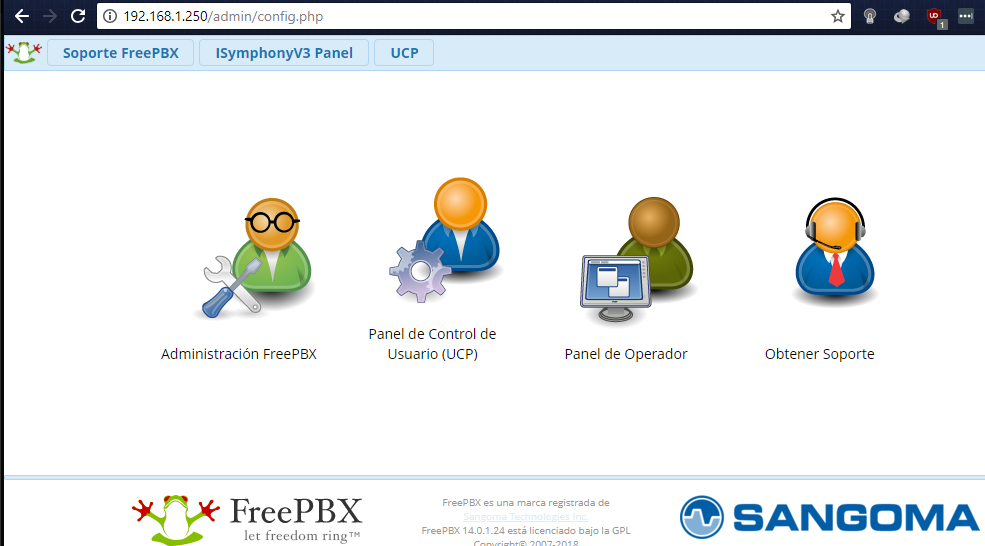 192.168.1.250/admin/config.php
UD
1
Soporte FreePBX
ISymphonyV3 Panel
UCP
Administración FreePBX
Panel de Control de
Usuario (UCP)
Panel de Operador
Obtener Soporte
FreePBX
let freedom ring™
FreePBX es una marca registrada de
Sangoma Technologies Inc.
FreePBX 14.0.1.24 está licenciado bajo la GPL
Copyright© 2007-2018
SANGOMA